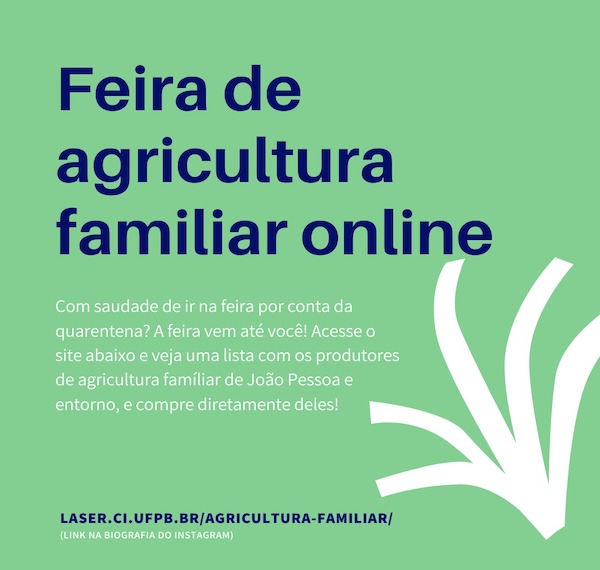 Feira de
agricultura
familiar online
Com saudade de ir na feira por conta da
quarentena? A feira vem até você! Acesse o
site abaixo e veja uma lista com os produtores
de agricultura famíliar de João Pessoa e
entorno, e compre diretamente deles!
LASER.CI.UFPB.BR/AGRICULTURA-FAMILIAR/
(LINK NA BIOGRAFIA DO INSTAGRAM)